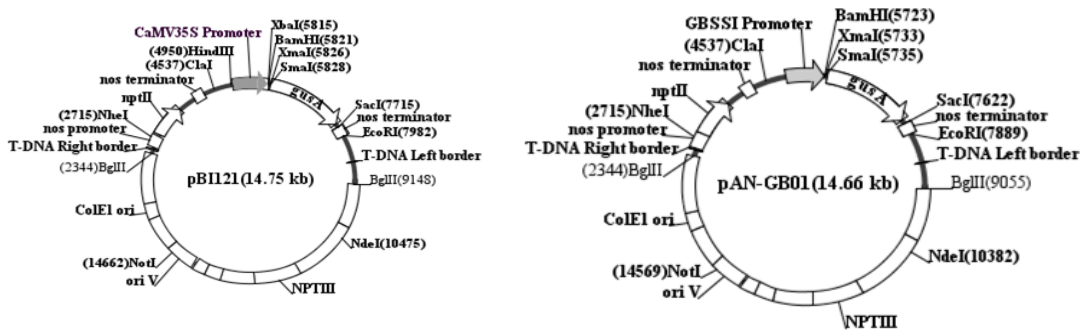 CaMV35S Promoter
XbaI(5815)
BamHI(5821)
XmaI(5826)
SmaI(5828)
(4950)HindIII
(4537)ClaI
nos terminator
nptII
gusA
(2715)NheI
nos promoter
T-DNA Right border
(2344)BglII
SacI(7715)
nos terminator
EcoRI(7982)
T-DNA Left border
BglII(9148)
pBI121(14.75 kb)
ColE1 ori
NdeI(10475)
(14662)NotI
ori V
NPTIII
GBSSI Promoter
BamHI(5723)
XmaI(5733)
SmaI(5735)
(4537)ClaI
nos terminator
nptII
gusA
(2715)NheI
nos promoter
T-DNA Right border
(2344)BglII
SacI(7622)
nos terminator
EcoRI(7889)
T-DNA Left border
BglII(9055)
pAN-GB01(14.66 kb)
ColE1 ori
NdeI(10382)
(14569)NotI
ori V
NPTIII